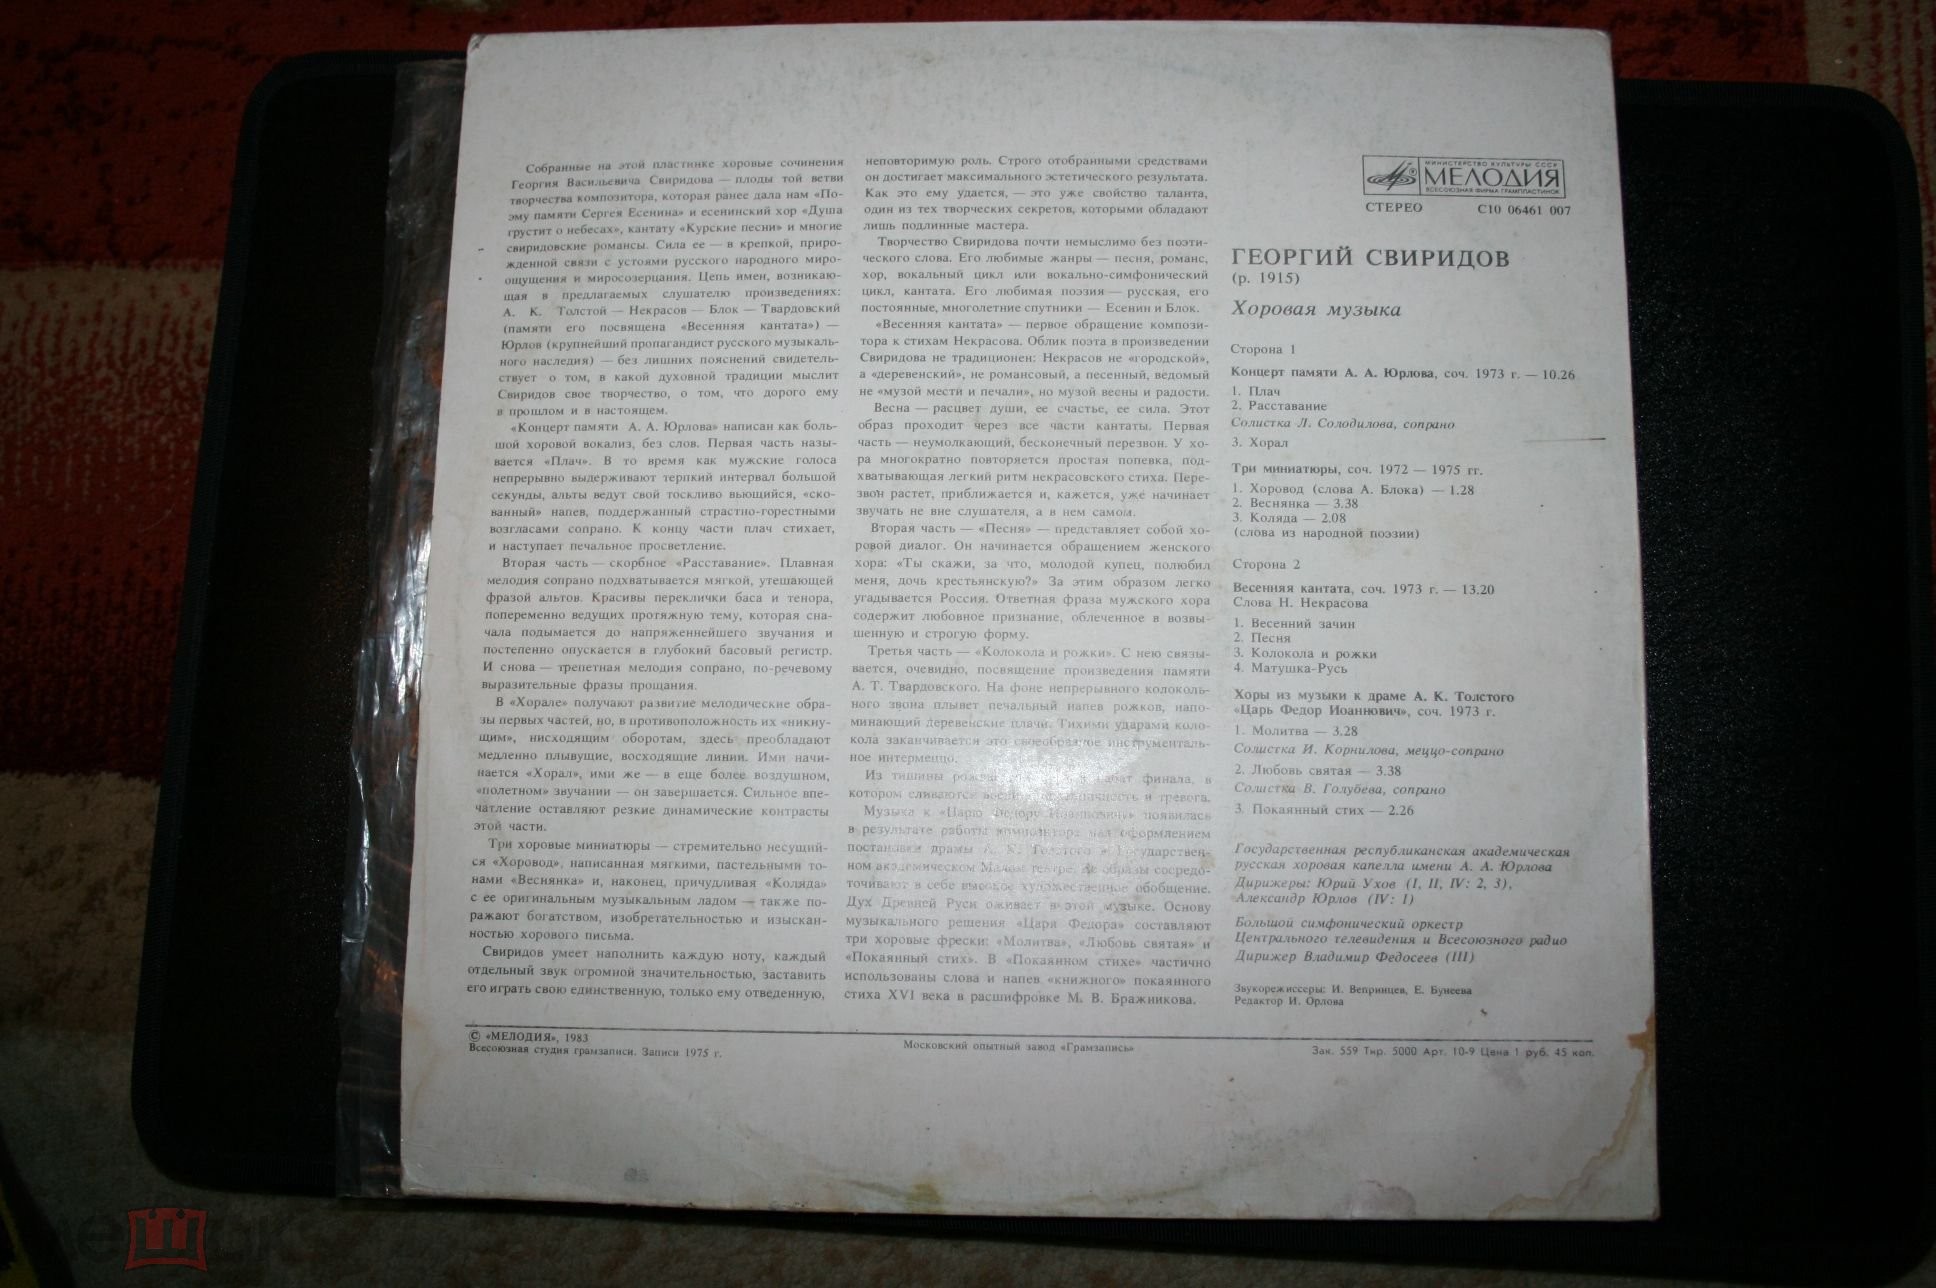 Собранные на этой пластинке хоровые сочинения
Георгия Васильевича Свиридова — плоды той ветви
творчества композитора, которая ранее дала нам «По-
эму памяти Сергея Есенина» и есенинский хор «Душа
грустит о небесах», кантату «Курские песни» и многие
свиридовские романсы. Сила ее — в крепкой, приро-
жденной связи с устоями русского народного миро-
ощущения и миросозерцания. Цепь имен, возникаю-
щая в предлагаемых слушателю произведениях:
А. К. Толстой — Некрасов — Блок — Твардовский
(памяти его посвящена «Весенняя кантата») —
Юрлов (крупнейший пропагандист русского музыкаль-
ного наследия) — без лишних пояснений свидетель-
ствует о том, в какой духовной традиции мыслит
Свиридов свое творчество, о том, что дорого ему
в прошлом и в настоящем.
«Концерт памяти А. А. Юрлова» написан как боль-
шой хоровой вокализ, без слов. Первая часть назы-
вается «Плач». В то время как мужские голоса
непрерывно выдерживают терпкий интервал большой
секунды, альты ведут свой тоскливо вьющийся, «ско-
ванный» напев, поддержанный страстно-горестными
возгласами сопрано. К концу части плач стихает,
и наступает печальное просветление.
Вторая часть — скорбное «Расставание». Плавная
мелодия сопрано подхватывается мягкой, утешающей
фразой альтов. Красивы переклички баса и тенора,
попеременно ведущих протяжную тему, которая сна-
чала подымается до напряженнейшего звучания и
постепенно опускается в глубокий басовый регистр.
И снова — трепетная мелодия сопрано, по-речевому
выразительные фразы прощания.
В «Хорале» получают развитие мелодические обра-
зы первых частей, но, в противоположность их «никну-
щим», нисходящим оборотам, здесь преобладают
медленно плывущие, восходящие линии. Ими начи-
нается «Хорал», ими же — в еще более воздушном,
«полетном» звучании — он завершается. Сильное впе-
чатление оставляют резкие динамические контрасты
этой части.
Три хоровые миниатюры — стремительно несущий-
ся «Хоровод», написанная мягкими, пастельными то-
нами «Веснянка» и, наконец, причудливая «Коляда»
с ее оригинальным музыкальным ладом — также по-
ражают богатством, изобретательностью и изыскан-
ностью хорового письма.
Свиридов умеет наполнить каждую ноту, каждый
отдельный звук огромной значительностью, заставить
его играть свою единственную, только ему отведенную,
неповторимую роль. Строго отобранными средствами
он достигает максимального эстетического результата.
Как это ему удается, — это уже свойство таланта,
один из тех творческих секретов, которыми обладают
лишь подлинные мастера.
Творчество Свиридова почти немыслимо без поэти-
ческого слова. Его любимые жанры — песня, романс,
хор, вокальный цикл или вокально-симфонический
цикл, кантата. Его любимая поэзия — русская, его
постоянные, многолетние спутники — Есенин и Блок.
«Весенняя кантата» — первое обращение компози-
тора к стихам Некрасова. Облик поэта в произведении
Свиридова не традиционен: Некрасов не «городской»,
а «деревенский», не романсовый, а песенный, ведомый
не «музой мести и печали», но музой весны и радости.
Весна — расцвет души, ее счастье, ее сила. Этот
образ проходит через все части кантаты. Первая
часть — неумолкающий, бесконечный перезвон. У хо-
ра многократно повторяется простая попевка, под-
хватывающая легкий ритм некрасовского стиха. Пере-
звон растет, приближается и, кажется, уже начинает
звучать не вне слушателя, а в нем самом.
Вторая часть — «Песня» — представляет собой хо-
ровой диалог. Он начинается обращением женского
хора: «Ты скажи, за что, молодой купец, полюбил
меня, дочь крестьянскую?» За этим образом легко
угадывается Россия. Ответная фраза мужского хора
содержит любовное признание, облеченное в возвы-
шенную и строгую форму.
Третья часть — «Колокола и рожки». С нею связы-
вается, очевидно, посвящение произведения памяти
А. Т. Твардовского. На фоне непрерывного колоколь-
ного звона плывет печальный напев рожков, напо-
минающий деревенские плачи. Тихими ударами коло-
кола заканчивается это своеобразное инструменталь-
ное интермеццо.
Из тишины финала, в
котором сливаются и тревога.
Музыка к «Царю Федору Иоанновичу» появилась
в результате работы композитора над оформлением
постановки драмы А. К. Толстого в Государствен-
ном академическом Малом театре. Ее образы сосредо-
точивают в себе высокое художественное обобщение.
Дух Древней Руси оживает в этой музыке. Основу
музыкального решения «Царя Федора» составляют
три хоровые фрески: «Молитва», «Любовь святая» и
«Покаянный стих». В «Покаянном стихе» частично
использованы слова и напев «книжного» покаянного
стиха XVI века в расшифровке М. В. Бражникова.
МИНИСТЕРСТВО КУЛЬТУРЫ СССР
МЕЛОДИЯ
ВСЕСОЮЗНАЯ ФИРМА ГРАМПЛАСТИНОК
СТЕРЕО С10 06461 007
ГЕОРГИЙ СВИРИДОВ
(р. 1915)
Хоровая музыка
Сторона 1
Концерт памяти А. А. Юрлова, соч. 1973 г. — 10.26
1. Плач
2. Расставание
Солистка Л. Солодилова, сопрано
3. Хорал
Три миниатюры, соч. 1972 — 1975 гг.
1. Хоровод (слова А. Блока) — 1.28
2. Веснянка — 3.38
3. Коляда — 2.08
(слова из народной поэзии)
Сторона 2
Весенняя кантата, соч. 1973 г. — 13.20
Слова Н. Некрасова
1. Весенний зачин
2. Песня
3. Колокола и рожки
4. Матушка-Русь
Хоры из музыки к драме А. К. Толстого
«Царь Федор Иоаннович», соч. 1973 г.
1. Молитва — 3.28
Солистка И. Корнилова, меццо-сопрано
2. Любовь святая — 3.38
Солистка В. Голубева, сопрано
3. Покаянный стих — 2.26
Государственная республиканская академическая
русская хоровая капелла имени А. А. Юрлова
Дирижеры: Юрий Ухов (I, II, IV: 2, 3),
Александр Юрлов (IV: 1)
Большой симфонический оркестр
Центрального телевидения и Всесоюзного радио
Дирижер Владимир Федосеев (III)
Звукорежиссеры: И. Вепринцев, Е. Бунеева
Редактор И. Орлова
© «МЕЛОДИЯ», 1983
Всесоюзная студия грамзаписи. Записи 1975 г.
Московский опытный завод «Грамзапись»
Зак. 559 Тир. 5000 Арт. 10-9 Цена 1 руб. 45 коп.
мешок